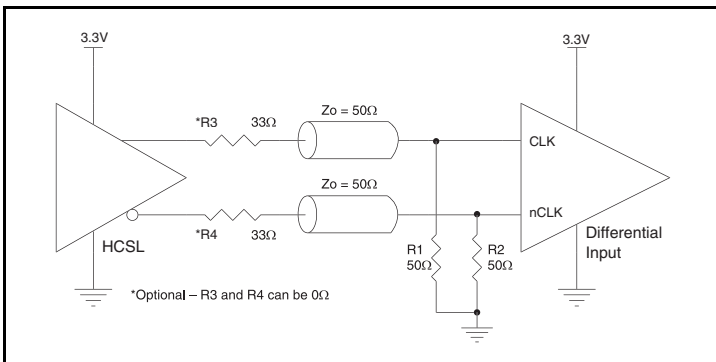 3.3V
3.3V
*R3 33Ω
Zo = 50Ω
CLK
Zo = 50Ω
nCLK
*R4 33Ω
HCSL
R1
50Ω
R2
50Ω
Differential
Input
*Optional – R3 and R4 can be 0Ω